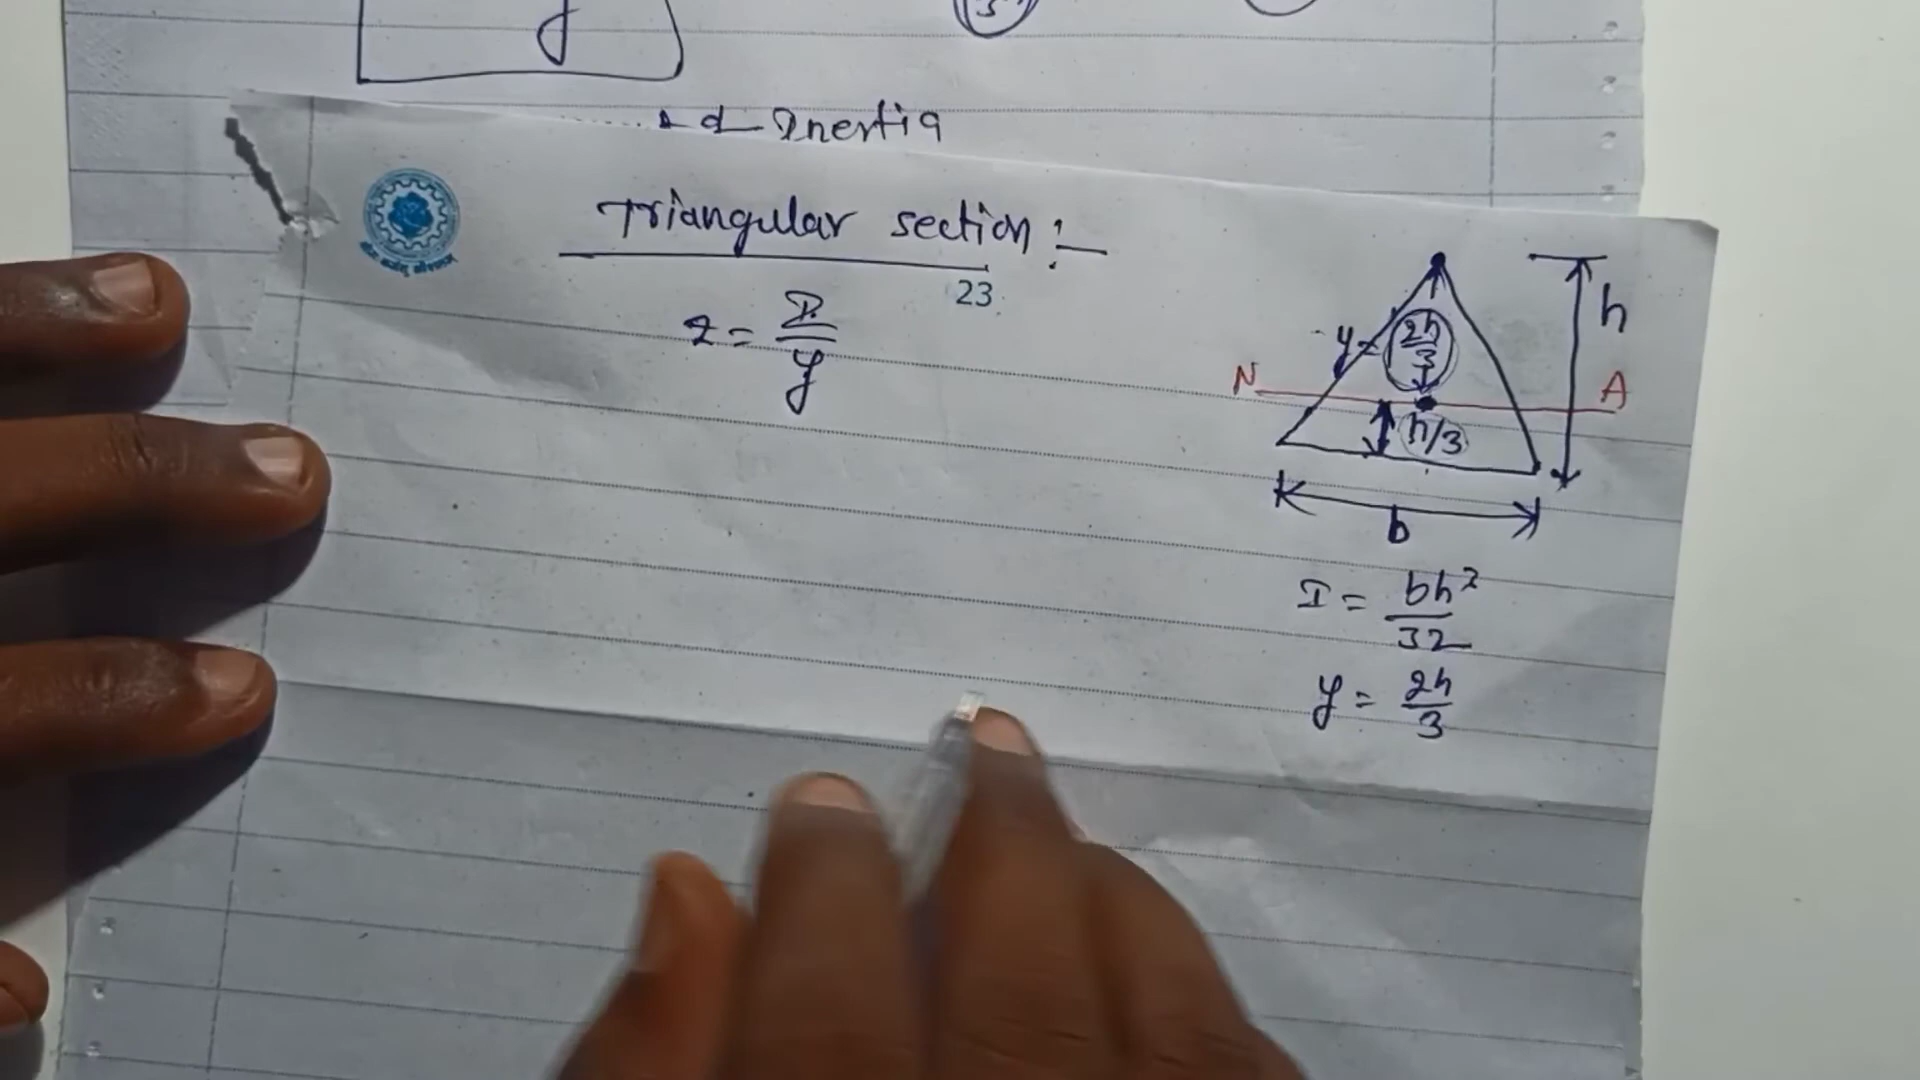 y
Inertia
Triangular section :-
23
Z = I/y
h
y = 2h/3
N A
h/3
b
I = bh³/32
y = 2h/3